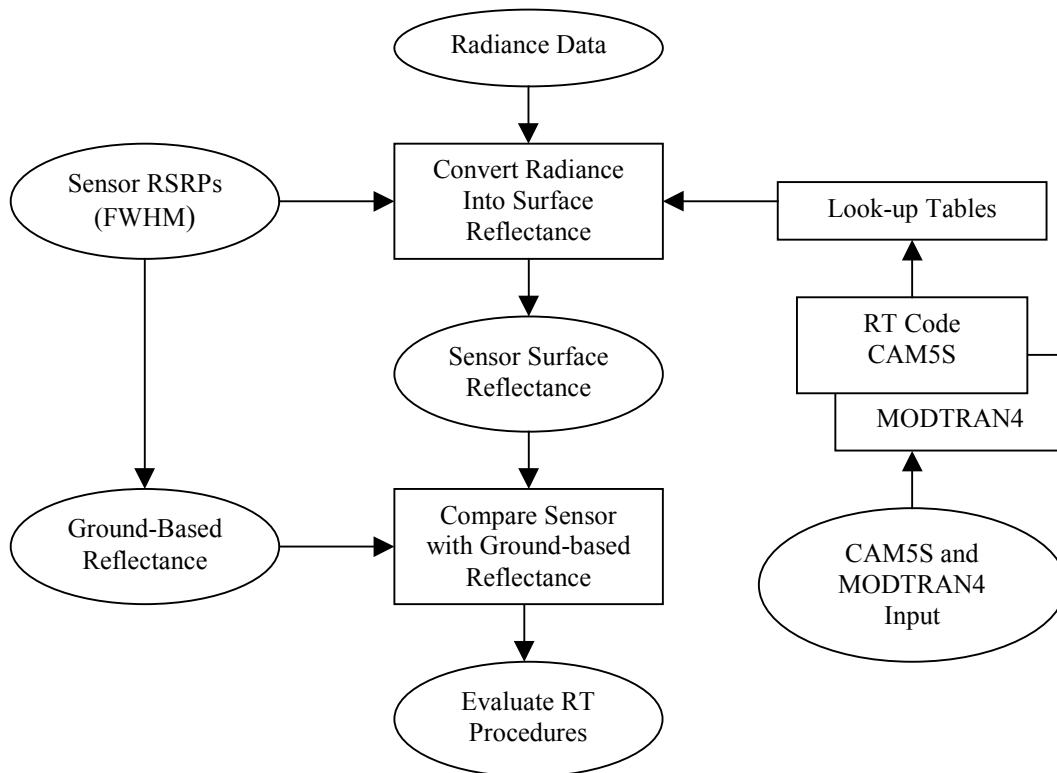 Radiance Data
Sensor RSRPs
(FWHM)
Convert Radiance
Into Surface
Reflectance
Look-up Tables
RT Code
CAM5S
MODTRAN4
Sensor Surface
Reflectance
Ground-Based
Reflectance
Compare Sensor
with Ground-based
Reflectance
CAM5S and
MODTRAN4
Input
Evaluate RT
Procedures